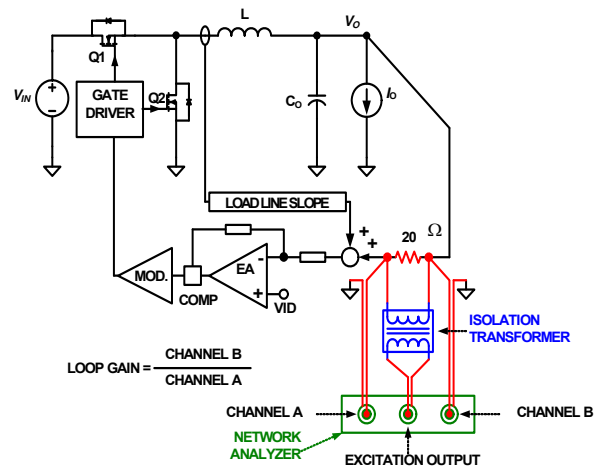 L
VO
Q1
VIN
GATE
DRIVER
Q2
CO
IO
LOAD LINE SLOPE
+
+
20
Ω
EA
-
+
MOD.
COMP
VID
ISOLATION
TRANSFORMER
LOOP GAIN = CHANNEL B
CHANNEL A
CHANNEL A
CHANNEL B
NETWORK
ANALYZER
EXCITATION OUTPUT